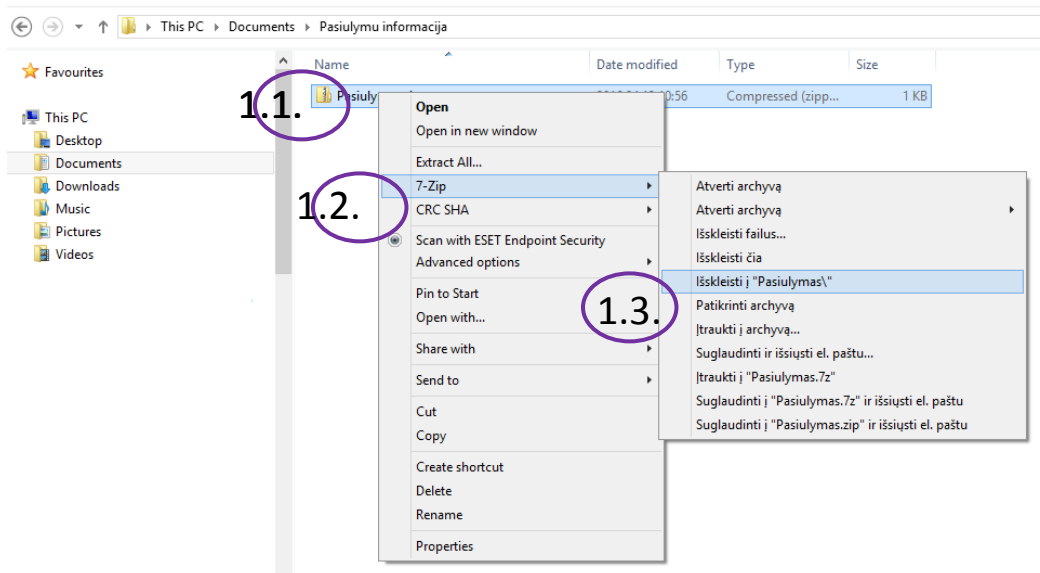 This PC Documents Pasiulymu informacija
Favourites
This PC
Desktop
Documents
Downloads
Music
Pictures
Videos
Name Date modified Type Size
Compressed (zipp... 1 KB
1.1.
Open
Open in new window
Extract All...
7-Zip
1.2.
CRC SHA
Scan with ESET Endpoint Security
Advanced options
Pin to Start
Open with...
Share with
Send to
Cut
Copy
Create shortcut
Delete
Rename
Properties
Atverti archyvą
Atverti archyvą
Išskleisti failus...
Išskleisti čia
Išskleisti į "Pasiulymas\"
1.3.
Patikrinti archyvą
Įtraukti į archyvą...
Suglaudinti ir išsiųsti el. paštu...
Įtraukti į "Pasiulymas.7z"
Suglaudinti į "Pasiulymas.7z" ir išsiųsti el. paštu
Suglaudinti į "Pasiulymas.zip" ir išsiųsti el. paštu